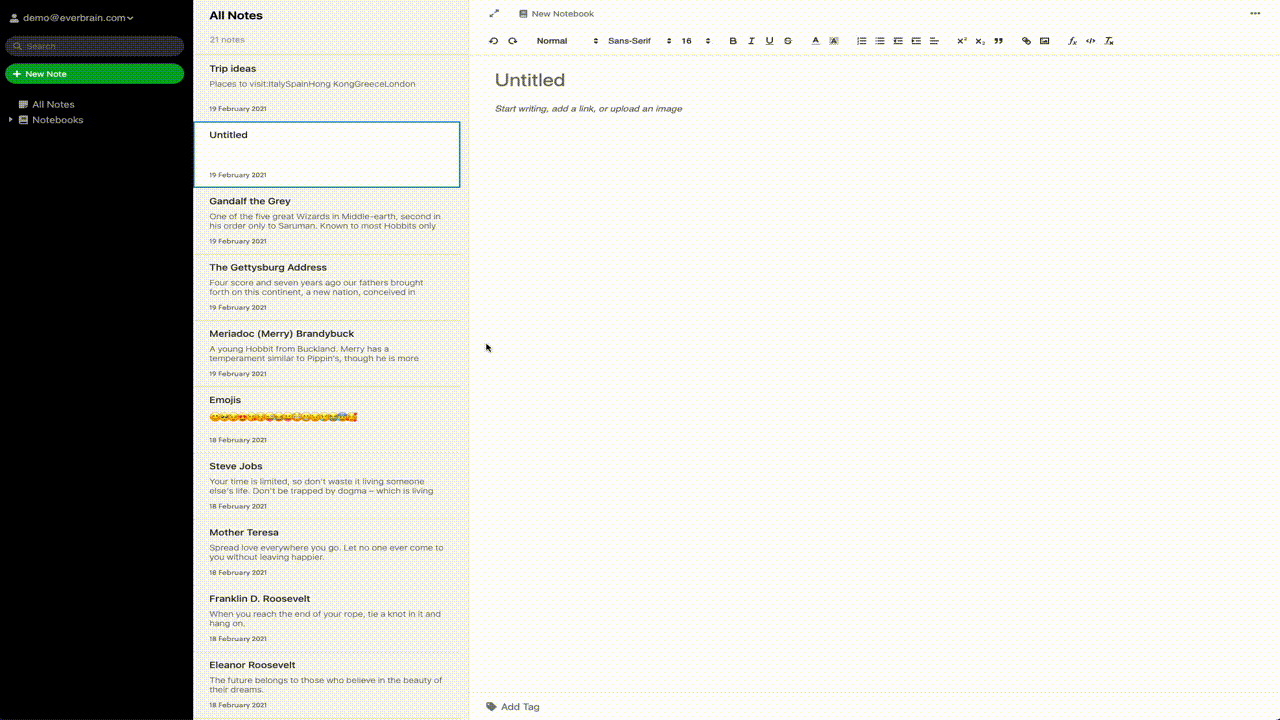 demo@everbrain.com
Search
New Note
All Notes
Notebooks
All Notes
21 notes
Trip ideas
Places to visit:ItalySpainHong KongGreeceLondon
19 February 2021
Untitled
19 February 2021
Gandalf the Grey
One of the five great Wizards in Middle-earth, second in
his order only to Saruman. Known to most Hobbits only
19 February 2021
The Gettysburg Address
Four score and seven years ago our fathers brought
forth on this continent, a new nation, conceived in
19 February 2021
Meriadoc (Merry) Brandybuck
A young Hobbit from Buckland. Merry has a
temperament similar to Pippin's, though he is more
19 February 2021
Emojis
18 February 2021
Steve Jobs
Your time is limited, so don't waste it living someone
else's life. Don't be trapped by dogma – which is living
18 February 2021
Mother Teresa
Spread love everywhere you go. Let no one ever come to
you without leaving happier.
18 February 2021
Franklin D. Roosevelt
When you reach the end of your rope, tie a knot in it and
hang on.
18 February 2021
Eleanor Roosevelt
The future belongs to those who believe in the beauty of
their dreams.
18 February 2021
New Notebook
Normal Sans-Serif 16 B I U S A A
Untitled
Start writing, add a link, or upload an image
Add Tag